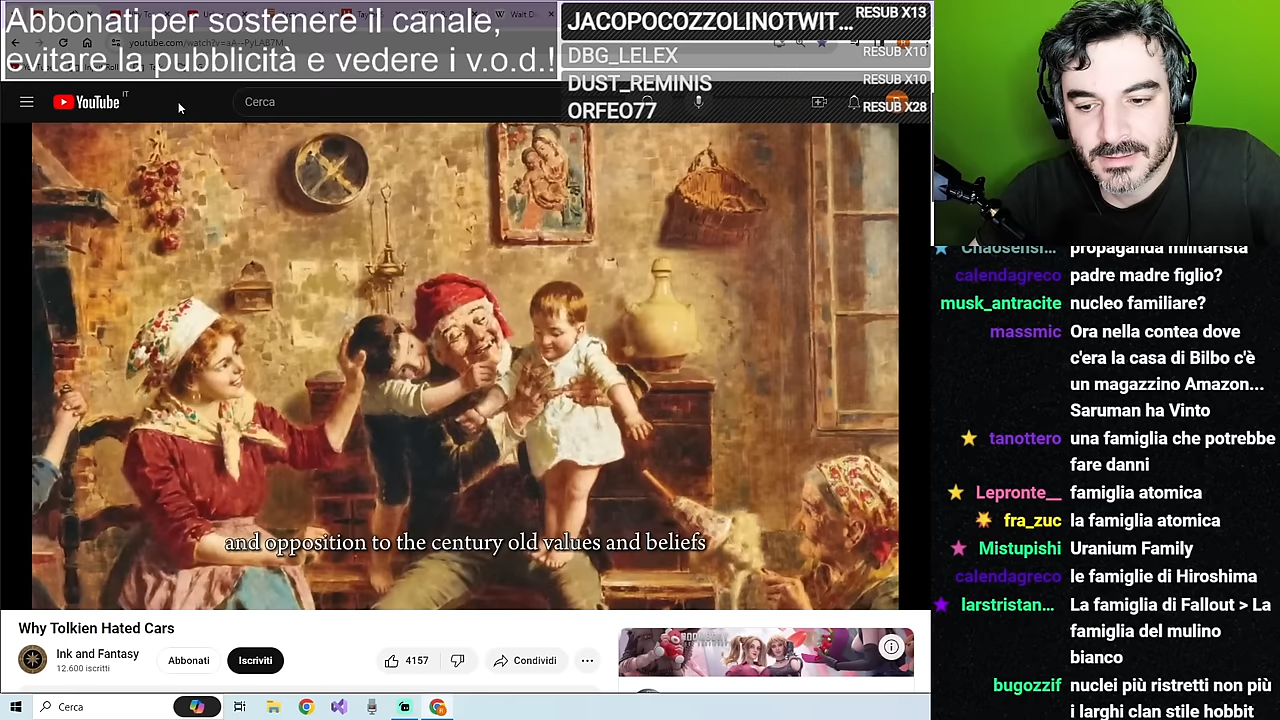 Abbonati per sostenere il canale,
evitare la pubblicità e vedere i v.o.d.!
JACOPOCOZZOLINOTWIT... RESUB X13
DBG_LELEX RESUB X10
DUST_REMINIS RESUB X10
ORFEO77 RESUB X28
YouTube IT
Cerca
and opposition to the century old values and beliefs
Why Tolkien Hated Cars
Ink and Fantasy
12.600 iscritti
Abbonati
Iscriviti
4157
Condividi
Cerca
Chaosensi... propaganda militarista
calendagreco padre madre figlio?
musk_antracite nucleo familiare?
massmic Ora nella contea dove
c'era la casa di Bilbo c'è
un magazzino Amazon...
Saruman ha Vinto
tanottero una famiglia che potrebbe
fare danni
Lepronte__ famiglia atomica
fra_zuc la famiglia atomica
Mistupishi Uranium Family
calendagreco le famiglie di Hiroshima
larstristan... La famiglia di Fallout > La
famiglia del mulino
bianco
bugozzif nuclei più ristretti non più
i larghi clan stile hobbit